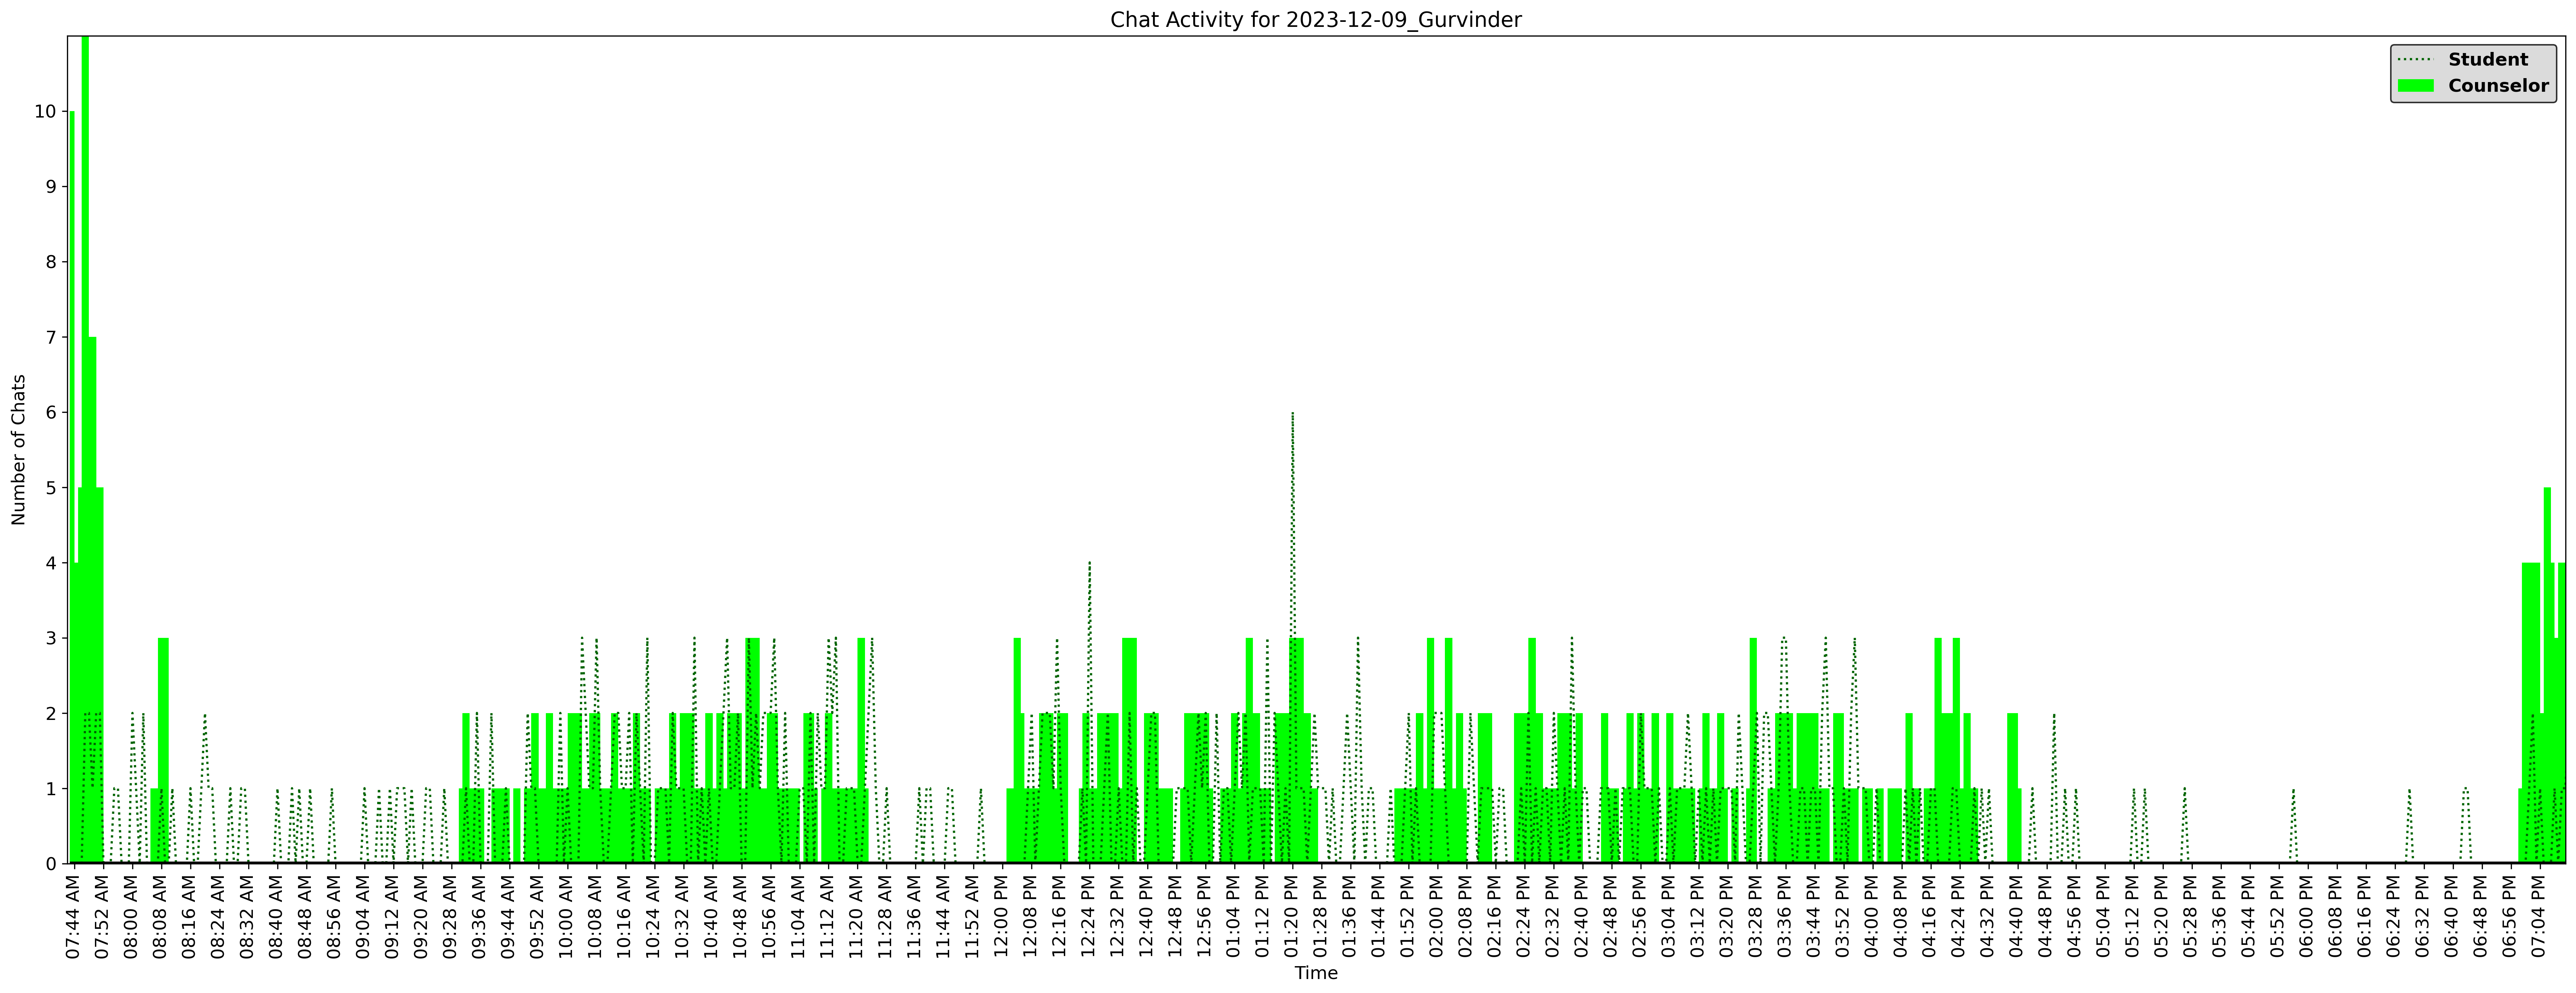 Chat Activity for 2023-12-09_Gurvinder
Student
Counselor
Number of Chats
10
9
8
7
6
5
4
3
2
1
0
07:44 AM
07:52 AM
08:00 AM
08:08 AM
08:16 AM
08:24 AM
08:32 AM
08:40 AM
08:48 AM
08:56 AM
09:04 AM
09:12 AM
09:20 AM
09:28 AM
09:36 AM
09:44 AM
09:52 AM
10:00 AM
10:08 AM
10:16 AM
10:24 AM
10:32 AM
10:40 AM
10:48 AM
10:56 AM
11:04 AM
11:12 AM
11:20 AM
11:28 AM
11:36 AM
11:44 AM
11:52 AM
12:00 PM
12:08 PM
12:16 PM
12:24 PM
12:32 PM
12:40 PM
12:48 PM
12:56 PM
01:04 PM
01:12 PM
01:20 PM
01:28 PM
01:36 PM
01:44 PM
01:52 PM
02:00 PM
02:08 PM
02:16 PM
02:24 PM
02:32 PM
02:40 PM
02:48 PM
02:56 PM
03:04 PM
03:12 PM
03:20 PM
03:28 PM
03:36 PM
03:44 PM
03:52 PM
04:00 PM
04:08 PM
04:16 PM
04:24 PM
04:32 PM
04:40 PM
04:48 PM
04:56 PM
05:04 PM
05:12 PM
05:20 PM
05:28 PM
05:36 PM
05:44 PM
05:52 PM
06:00 PM
06:08 PM
06:16 PM
06:24 PM
06:32 PM
06:40 PM
06:48 PM
06:56 PM
07:04 PM
Time